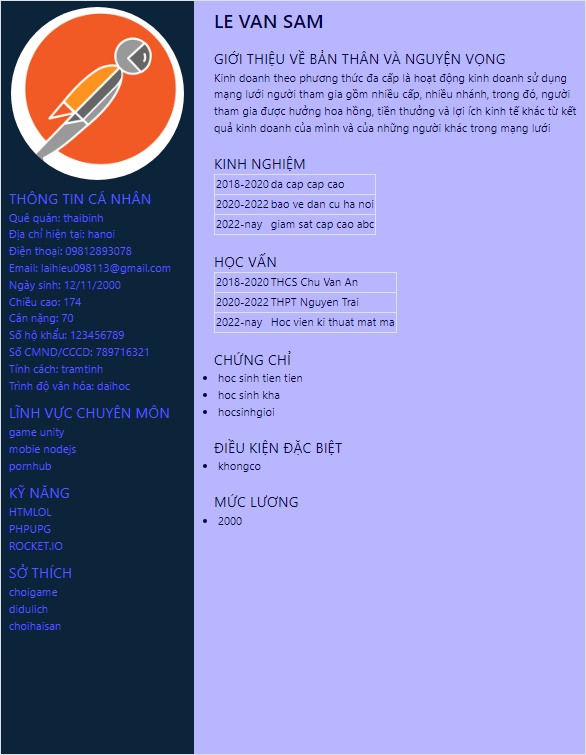 THÔNG TIN CÁ NHÂN
Quê quán: thaibinh
Địa chỉ hiện tại: hanoi
Điện thoại: 09812893078
Email: laihieu098113@gmail.com
Ngày sinh: 12/11/2000
Chiều cao: 174
Cân nặng: 70
Số hộ khẩu: 123456789
Số CMND/CCCD: 789716321
Tính cách: tramtinh
Trình độ văn hóa: daihoc
LĨNH VỰC CHUYÊN MÔN
game unity
mobie nodejs
pornhub
KỸ NĂNG
HTMLOL
PHPUPG
ROCKET.IO
SỞ THÍCH
choigame
didulich
choihaisan
LE VAN SAM
GIỚI THIỆU VỀ BẢN THÂN VÀ NGUYỆN VỌNG
Kinh doanh theo phương thức đa cấp là hoạt động kinh doanh sử dụng
mạng lưới người tham gia gồm nhiều cấp, nhiều nhánh, trong đó, người
tham gia được hưởng hoa hồng, tiền thưởng và lợi ích kinh tế khác từ kết
quả kinh doanh của mình và của những người khác trong mạng lưới
KINH NGHIỆM
2018-2020 da cap cap cao
2020-2022 bao ve dan cu ha noi
2022-nay giam sat cap cao abc
HỌC VẤN
2018-2020 THCS Chu Van An
2020-2022 THPT Nguyen Trai
2022-nay Hoc vien ki thuat mat ma
CHỨNG CHỈ
hoc sinh tien tien
hoc sinh kha
hocsinhgioi
ĐIỀU KIỆN ĐẶC BIỆT
khongco
MỨC LƯƠNG
2000